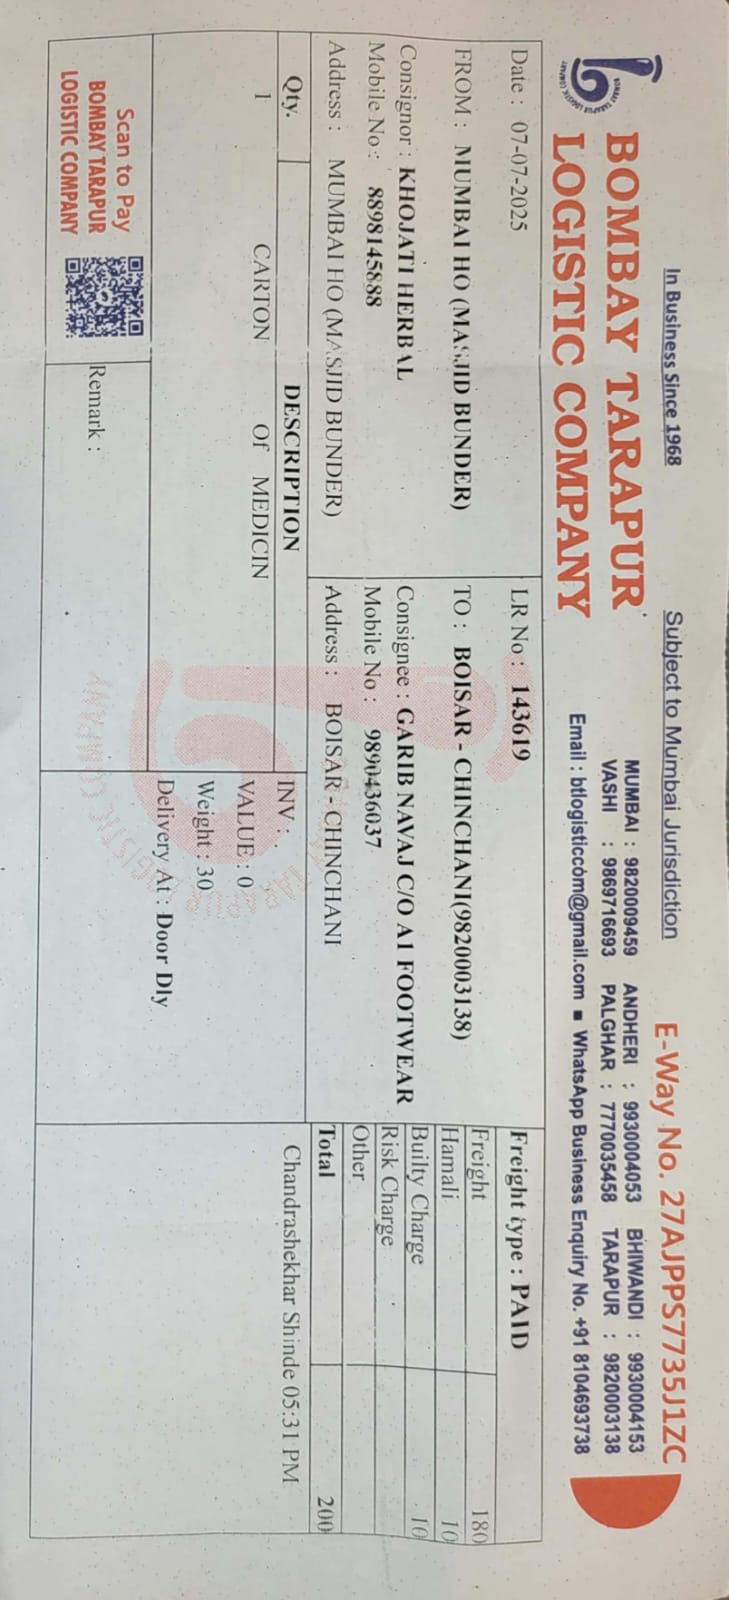 In Business Since 1968
Subject to Mumbai Jurisdiction
E-Way No. 27AJPPS7735J1ZC
BOMBAY TARAPUR
LOGISTIC COMPANY
MUMBAI : 9820009459 ANDHERI : 9930004053 BHIWANDI : 9930004153
VASHI : 9869716693 PALGHAR : 7770035458 TARAPUR : 9820003138
Email : btlogisticcom@gmail.com ■ WhatsApp Business Enquiry No. +91 8104693738
Date : 07-07-2025
LR No : 143619
Freight type : PAID
FROM : MUMBAI HO (MASJID BUNDER)
TO : BOISAR - CHINCHANI(9820003138)
Consignor : KHOJATI HERBAL
Consignee : GARIB NAVAJ C/O A1 FOOTWEAR
Mobile No : 8898145888
Mobile No : 9890436037
Address : MUMBAI HO (MASJID BUNDER)
Address : BOISAR - CHINCHANI
Freight 180
Hamali 10
Builty Charge 10
Risk Charge
Other
Total 200
Qty. DESCRIPTION
1 CARTON Of MEDICIN
INV :
VALUE : 0
Weight : 30
Delivery At : Door Dly
Chandrashekhar Shinde 05:31 PM
Scan to Pay
BOMBAY TARAPUR
LOGISTIC COMPANY
Remark :